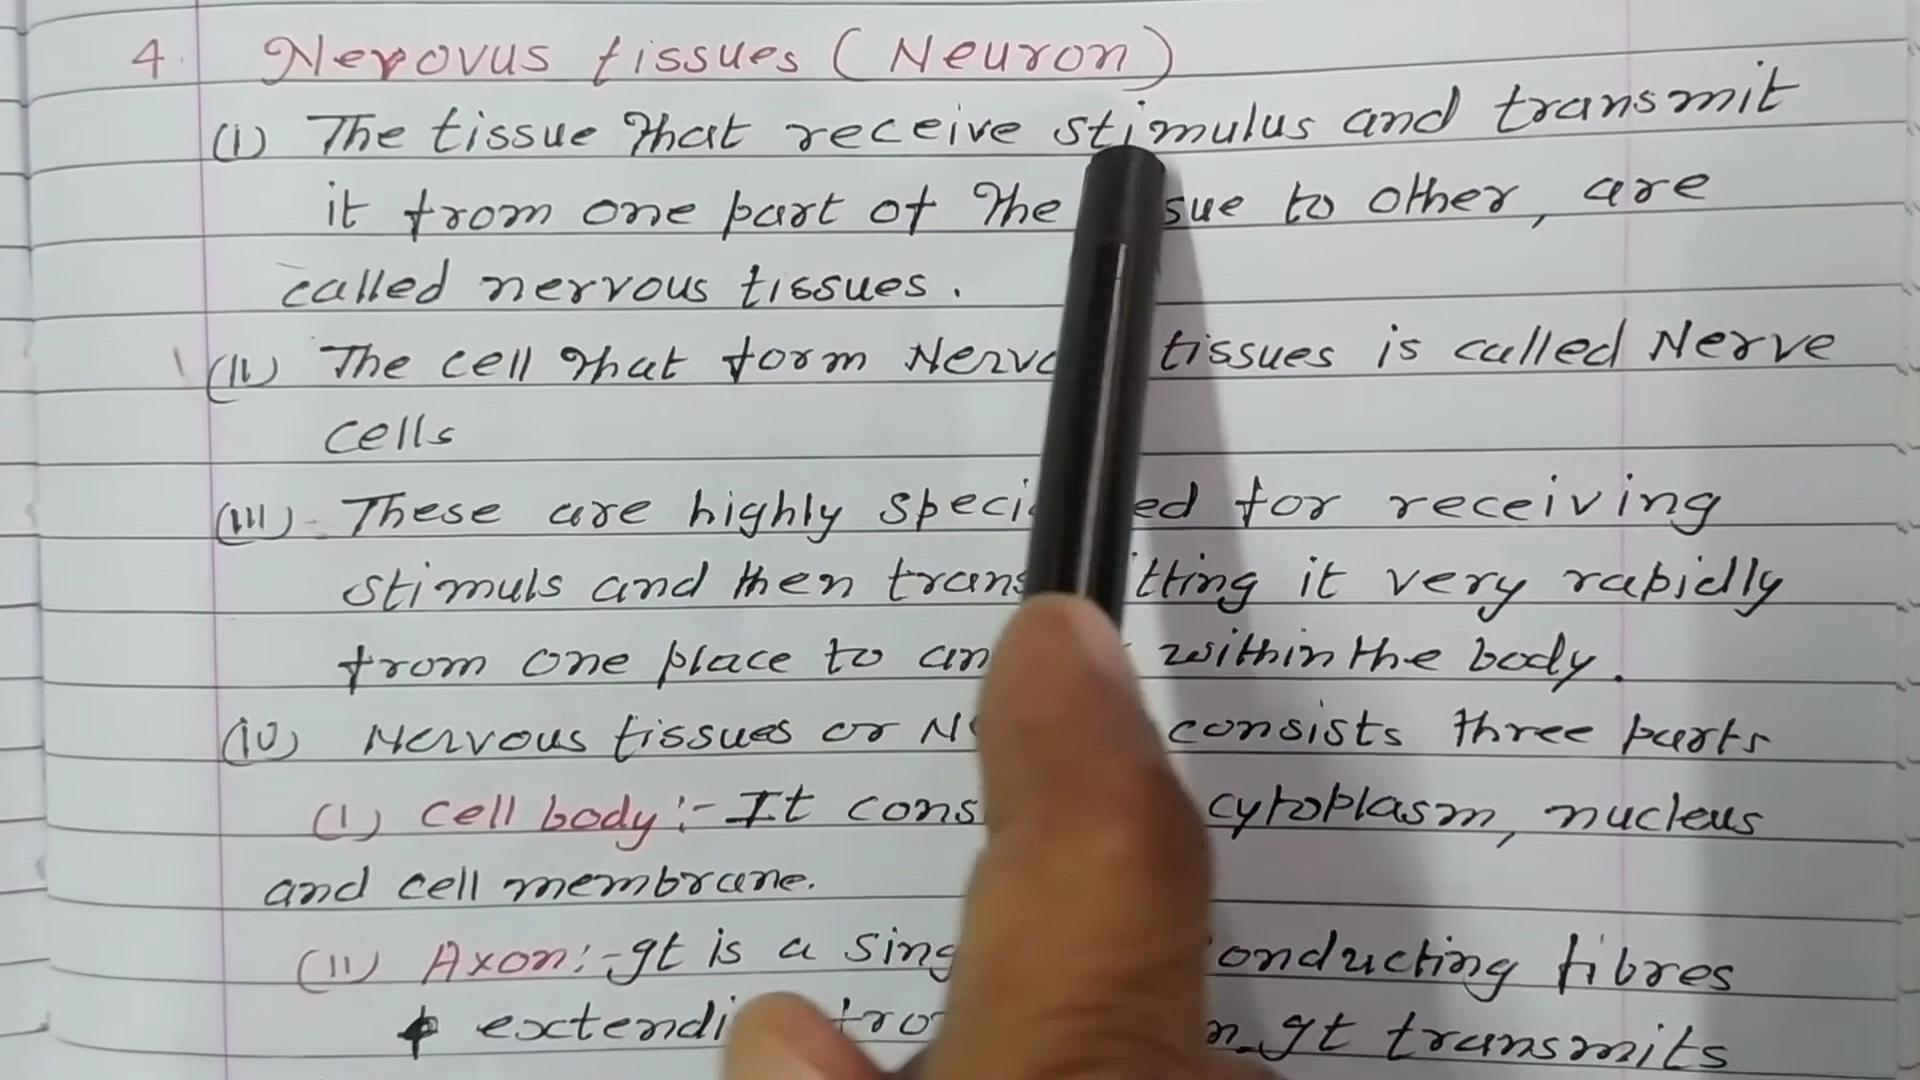 4. Nervovus tissues (Neuron)
(i) The tissue that receive stimulus and transmit
it from one part of the sue to other, are
called nervous tissues.
(ii) The cell that form Nervo tissues is called Nerve
cells
(iii) These are highly speci ed for receiving
stimuls and then trans tting it very rapidly
from one place to an within the body.
(iv) Nervous tissues or Ne consists three parts
(i) cell body:- It cons cytoplasm, nucleus
and cell membrane.
(ii) Axon:- It is a sing onducting fibres
extendi fro n. It transmits